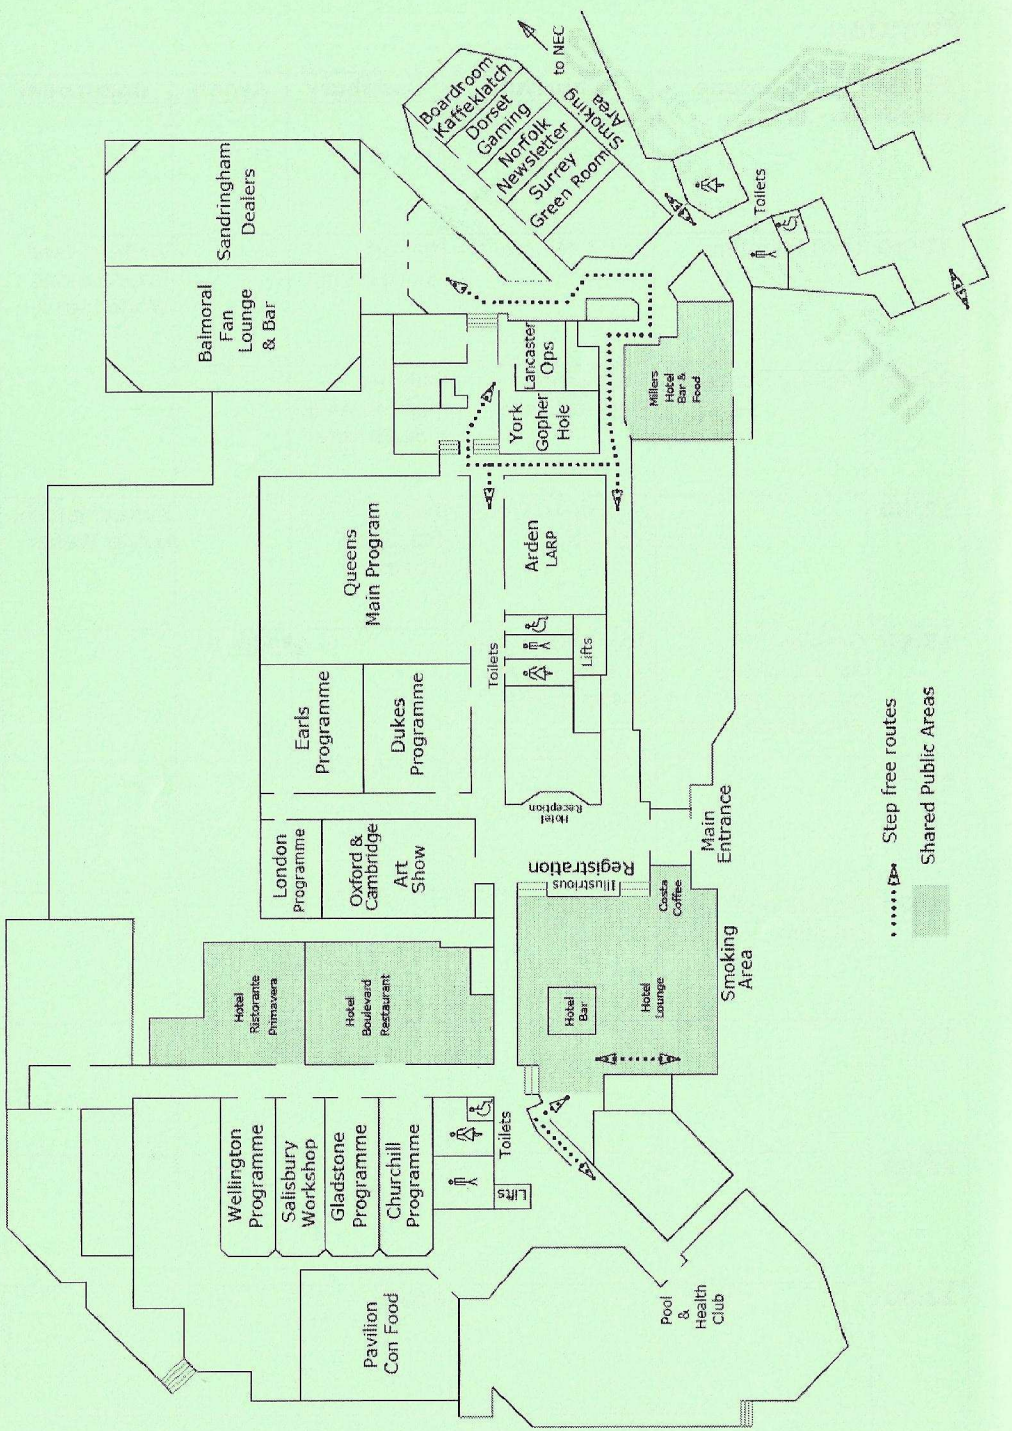 to NEC
Boardroom
Kaffeklatch
Dorset
Gaming
Norfolk
Newsletter
Surrey
Green Room
Smoking
Area
Toilets
Sandringham
Dealers
Balmoral
Fan
Lounge
& Bar
Lancaster
Ops
York
Gopher
Hole
Millers
Hotel
Bar &
Food
Queens
Main Program
Arden
LARP
Toilets
Lifts
Earls
Programme
Dukes
Programme
Hotel
Reception
Main
Entrance
London
Programme
Oxford &
Cambridge
Art
Show
Illustrious
Registration
Costa
Coffee
Smoking
Area
Hotel
Ristorante
Primavera
Hotel
Boulevard
Restaurant
Hotel
Bar
Hotel
Lounge
Wellington
Programme
Salisbury
Workshop
Gladstone
Programme
Churchill
Programme
Toilets
Lifts
Pavilion
Con Food
Pool
&
Health
Club
Step free routes
Shared Public Areas